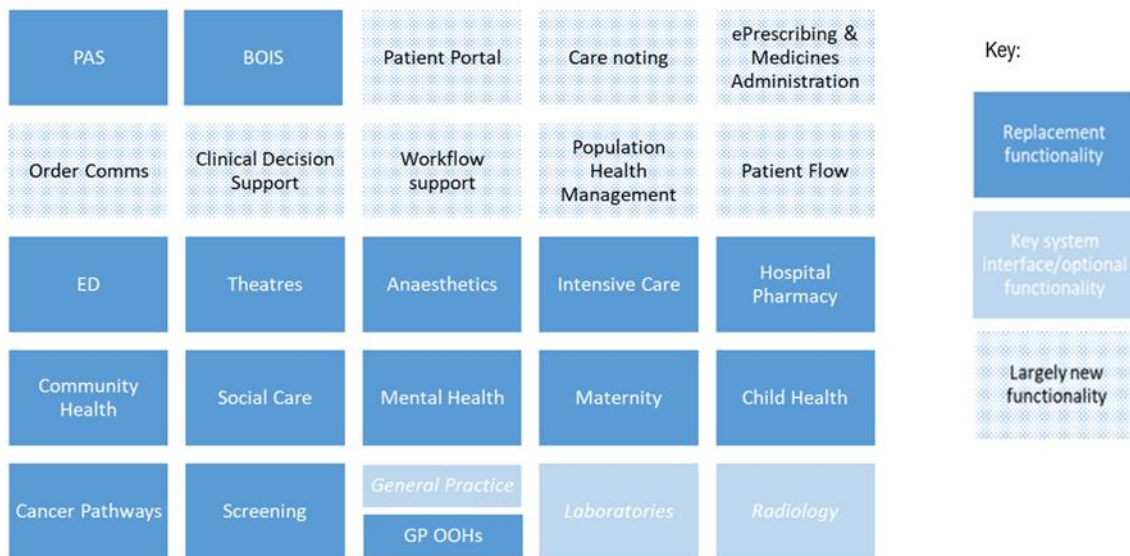 PAS
BOIS
Patient Portal
Care noting
ePrescribing &
Medicines
Administration
Order Comms
Clinical Decision
Support
Workflow
support
Population
Health
Management
Patient Flow
ED
Theatres
Anaesthetics
Intensive Care
Hospital
Pharmacy
Community
Health
Social Care
Mental Health
Maternity
Child Health
Cancer Pathways
Screening
General Practice
GP OOHs
Laboratories
Radiology
Key:
Replacement
functionality
Key system
interface/optional
functionality
Largely new
functionality